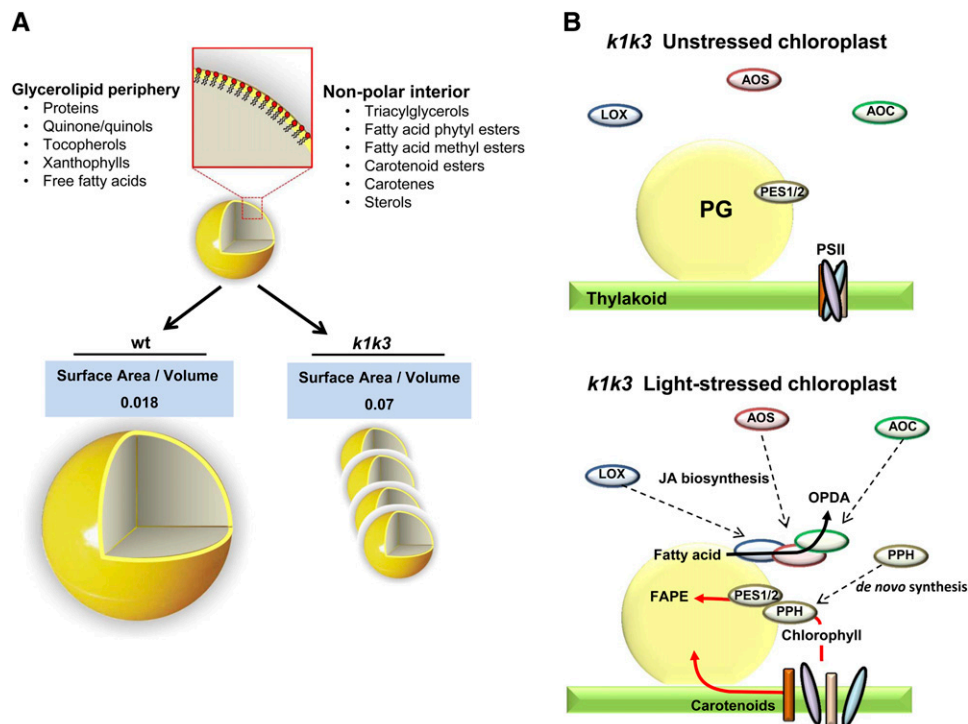 A
Glycerolipid periphery
• Proteins
• Quinone/quinols
• Tocopherols
• Xanthophylls
• Free fatty acids
Non-polar interior
• Triacylglycerols
• Fatty acid phytyl esters
• Fatty acid methyl esters
• Carotenoid esters
• Carotenes
• Sterols
wt
Surface Area / Volume
0.018
k1k3
Surface Area / Volume
0.07
B
k1k3 Unstressed chloroplast
AOS
LOX
AOC
PES1/2
PG
PSII
Thylakoid
k1k3 Light-stressed chloroplast
AOS
AOC
LOX
JA biosynthesis
OPDA
Fatty acid
PPH
de novo synthesis
FAPE
PES1/2
PPH
Chlorophyll
Carotenoids